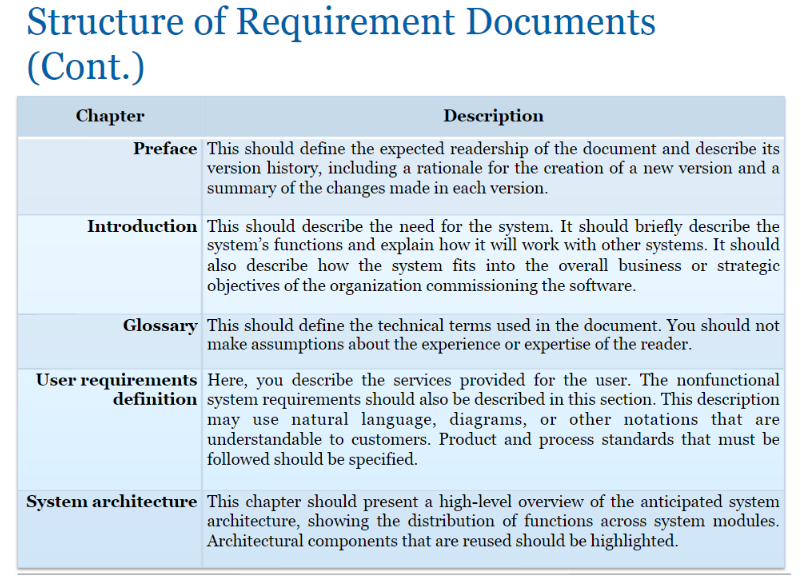 Structure of Requirement Documents
(Cont.)
Chapter Description
Preface This should define the expected readership of the document and describe its
version history, including a rationale for the creation of a new version and a
summary of the changes made in each version.
Introduction This should describe the need for the system. It should briefly describe the
system’s functions and explain how it will work with other systems. It should
also describe how the system fits into the overall business or strategic
objectives of the organization commissioning the software.
Glossary This should define the technical terms used in the document. You should not
make assumptions about the experience or expertise of the reader.
User requirements Here, you describe the services provided for the user. The nonfunctional
definition system requirements should also be described in this section. This description
may use natural language, diagrams, or other notations that are
understandable to customers. Product and process standards that must be
followed should be specified.
System architecture This chapter should present a high-level overview of the anticipated system
architecture, showing the distribution of functions across system modules.
Architectural components that are reused should be highlighted.